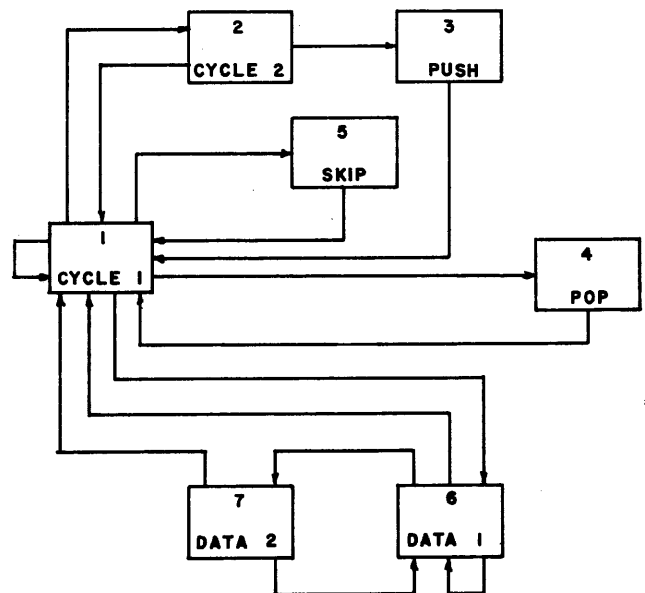 2
CYCLE 2
3
PUSH
5
SKIP
1
CYCLE 1
4
POP
7
DATA 2
6
DATA 1